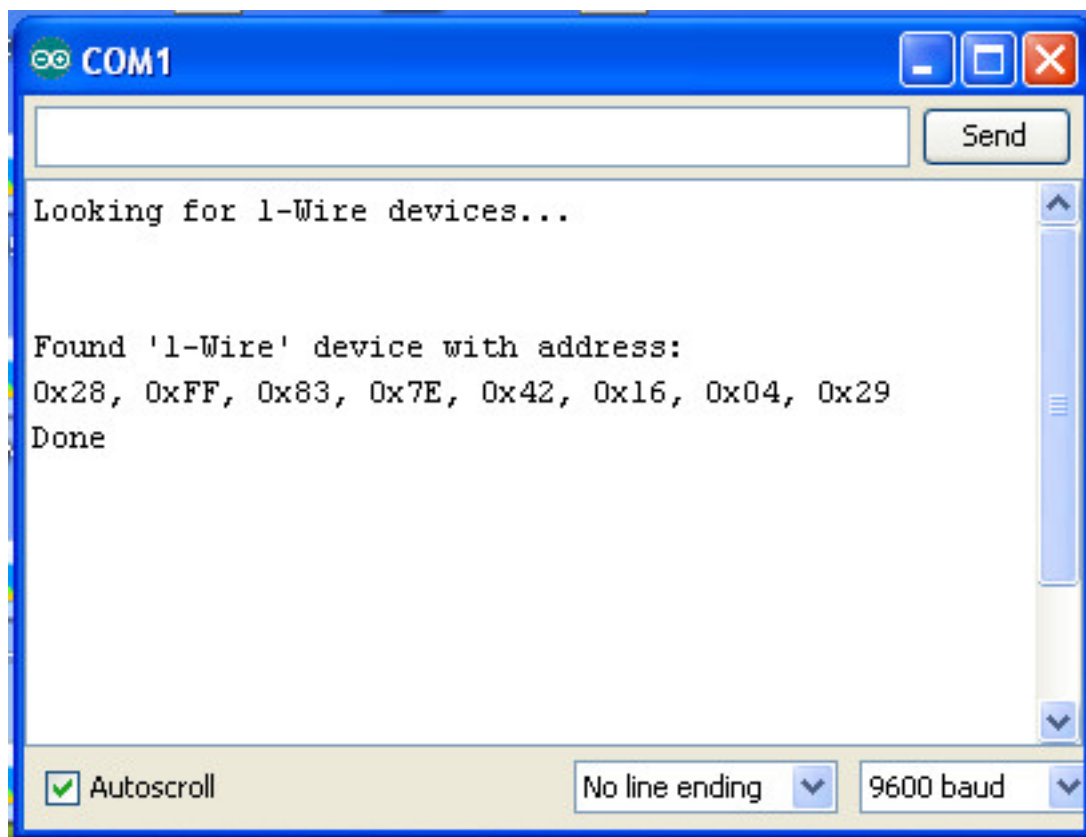 COM1
Send
Looking for 1-Wire devices...
Found '1-Wire' device with address:
0x28, 0xFF, 0x83, 0x7E, 0x42, 0x16, 0x04, 0x29
Done
Autoscroll
No line ending
9600 baud